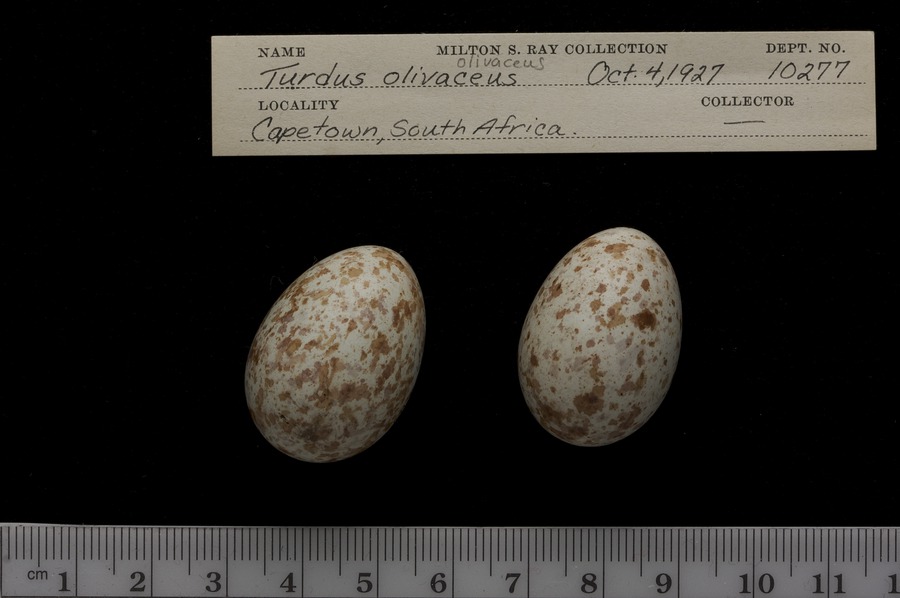 NAME MILTON S. RAY COLLECTION DEPT. NO.
olivaceus
Turdus olivaceus Oct. 4, 1927 10277
LOCALITY COLLECTOR
Capetown, South Africa. —
cm 1 2 3 4 5 6 7 8 9 10 11 1